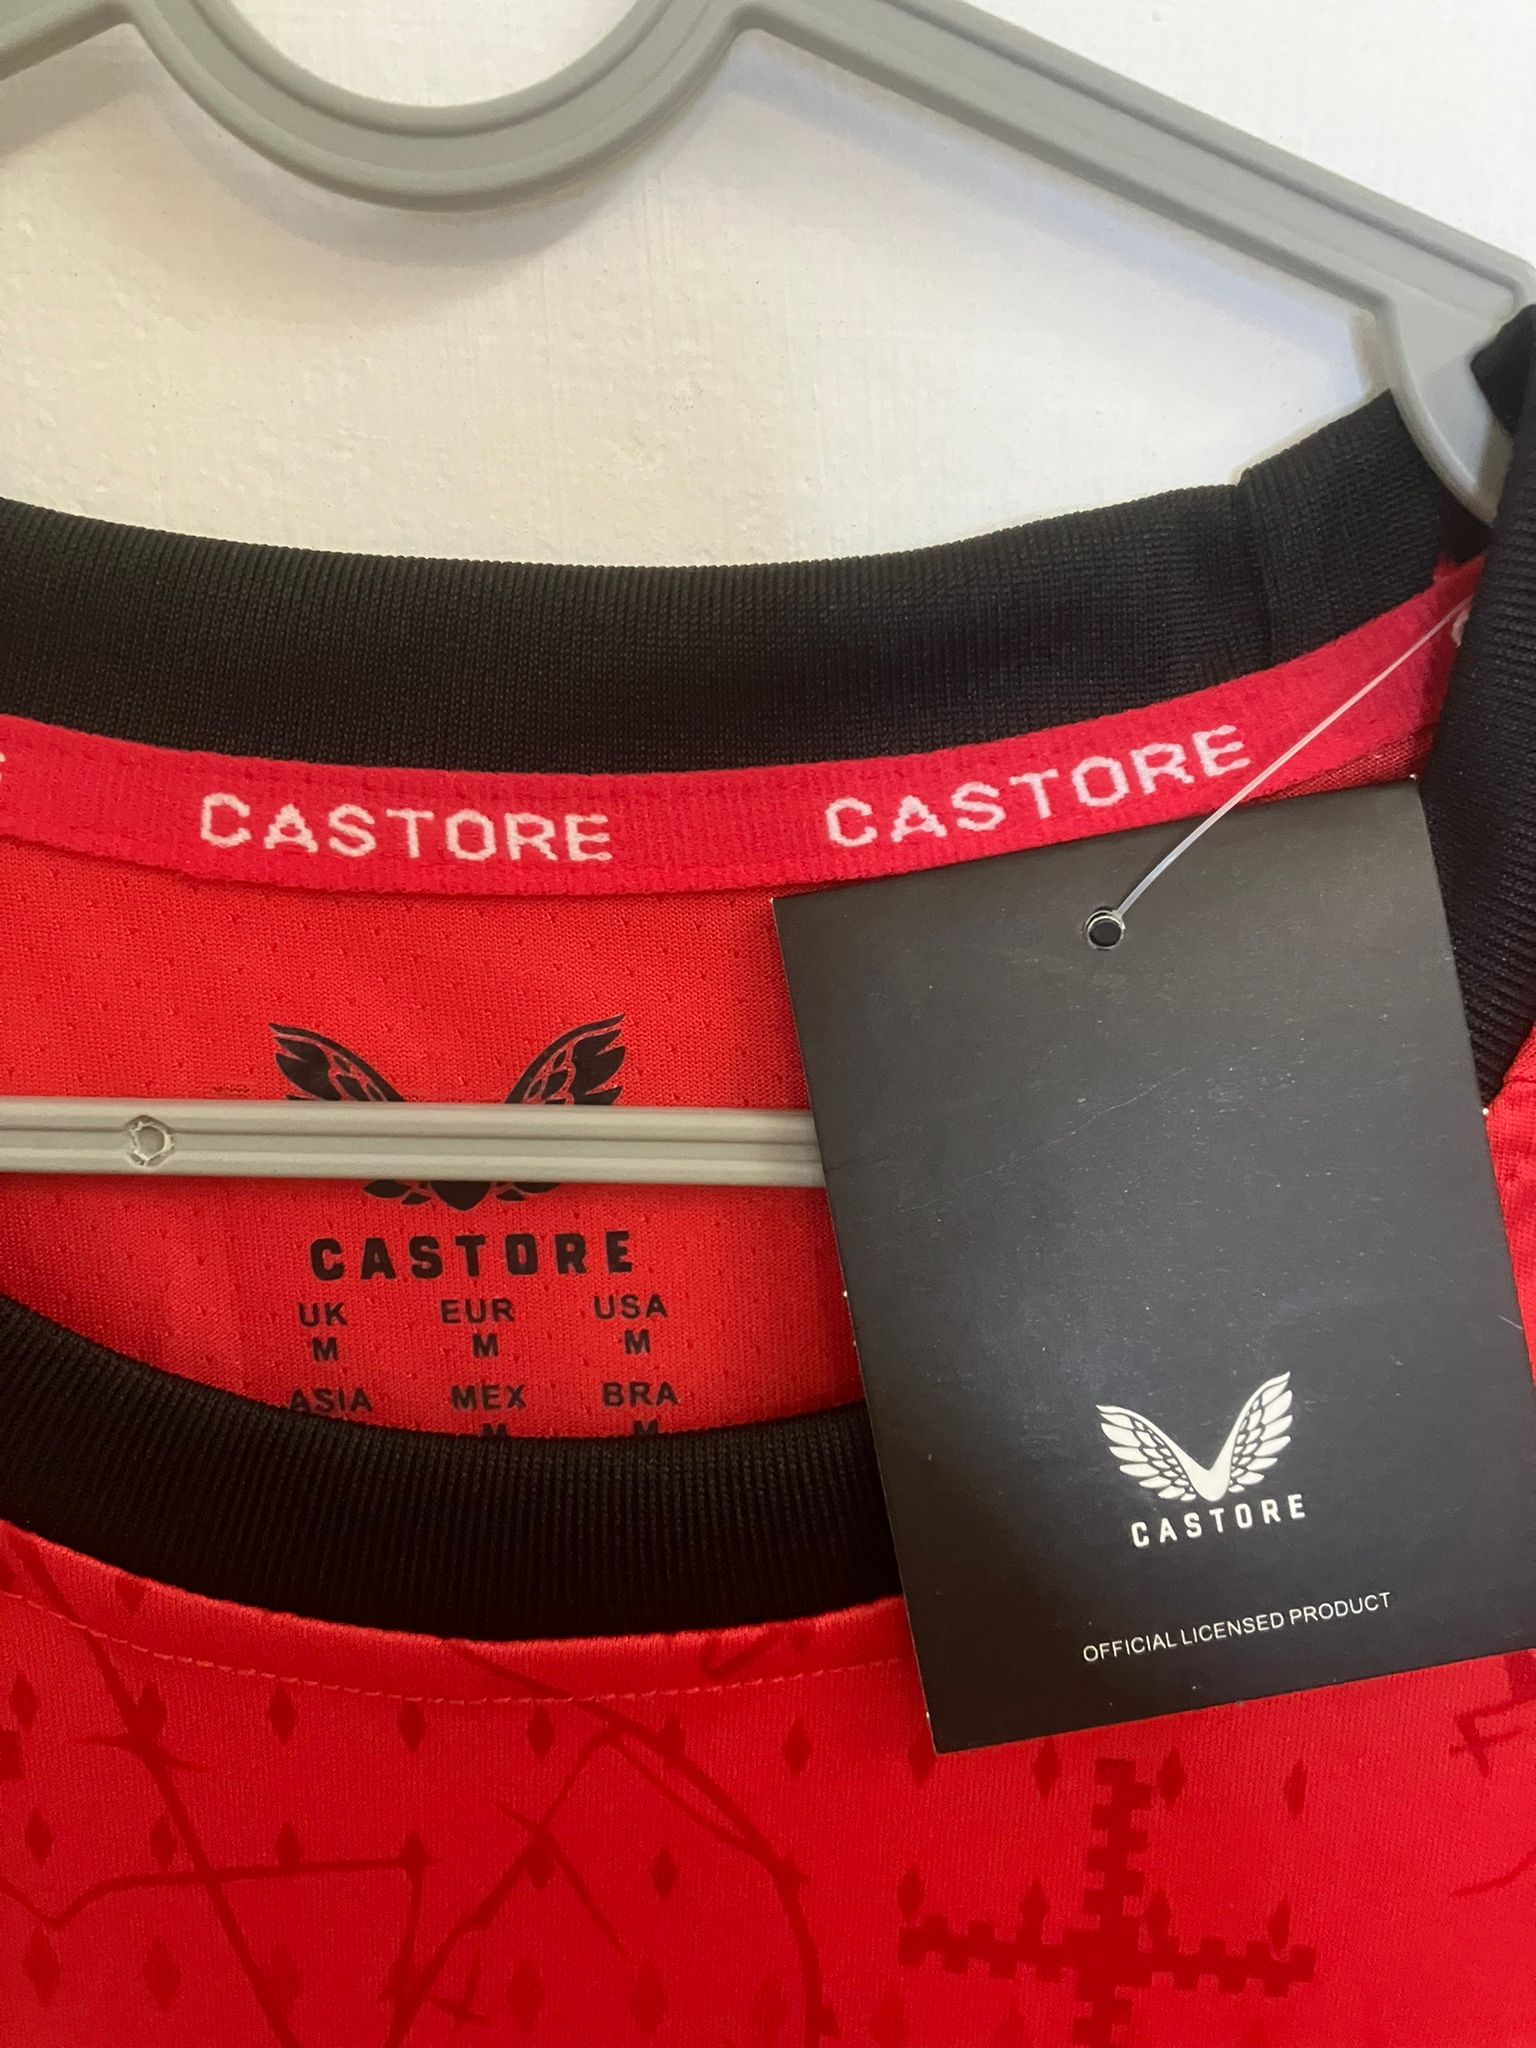 CASTORE CASTORE
CASTORE
UK EUR USA
M M M
ASIA MEX BRA
M M
CASTORE
OFFICIAL LICENSED PRODUCT